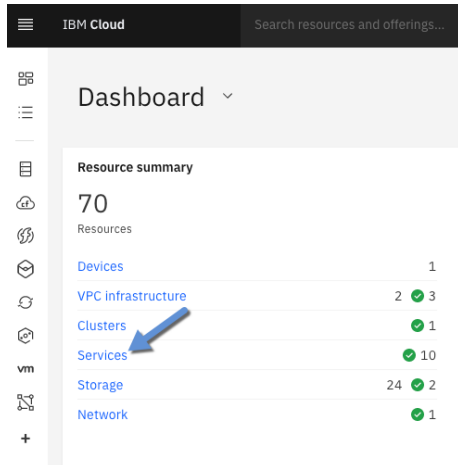 IBM Cloud
Search resources and offerings...
Dashboard
Resource summary
70
Resources
Devices 1
VPC infrastructure 2 3
Clusters 1
Services 10
Storage 24 2
Network 1
cf
vm